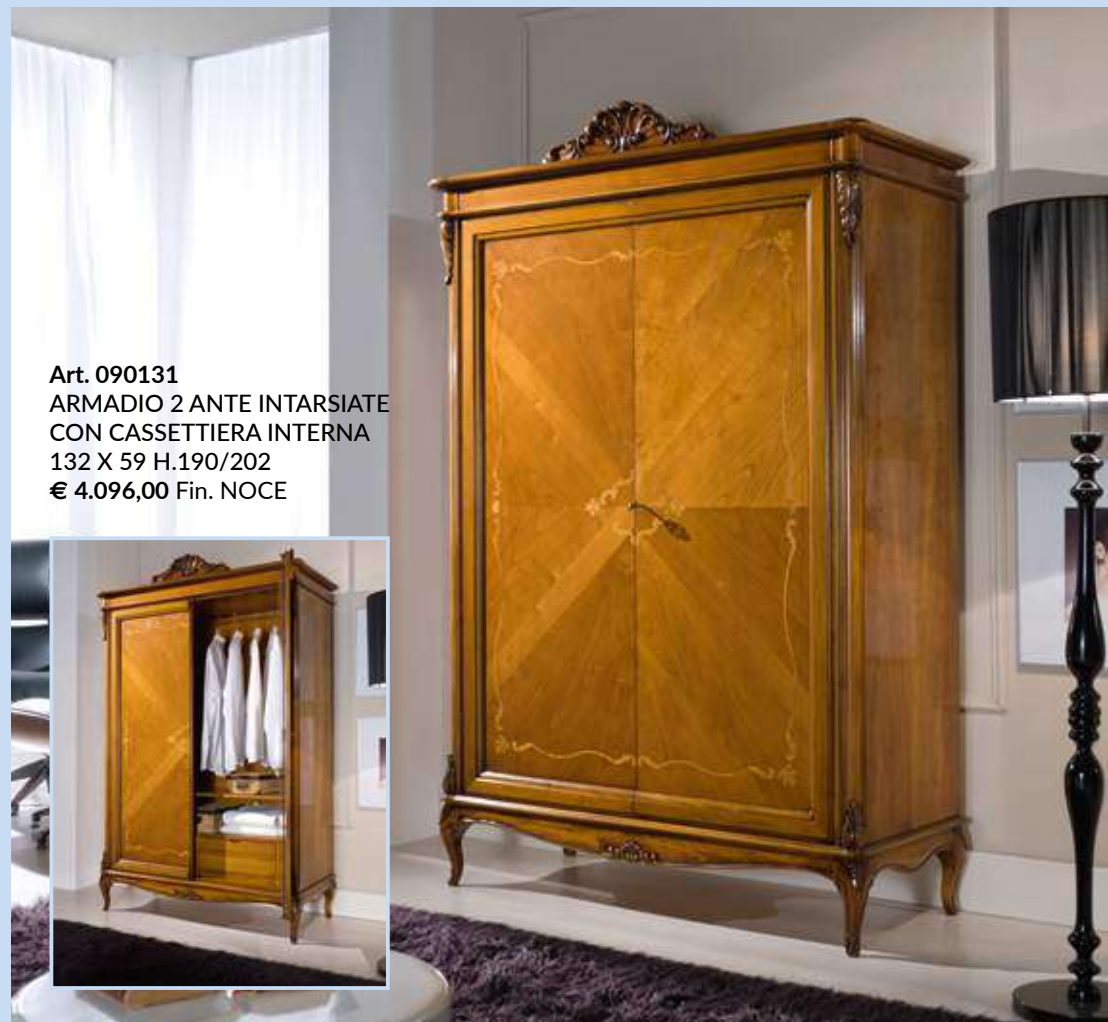 Art. 090131
ARMADIO 2 ANTE INTARSIATE
CON CASSETTIERA INTERNA
132 X 59 H.190/202
€ 4.096,00 Fin. NOCE